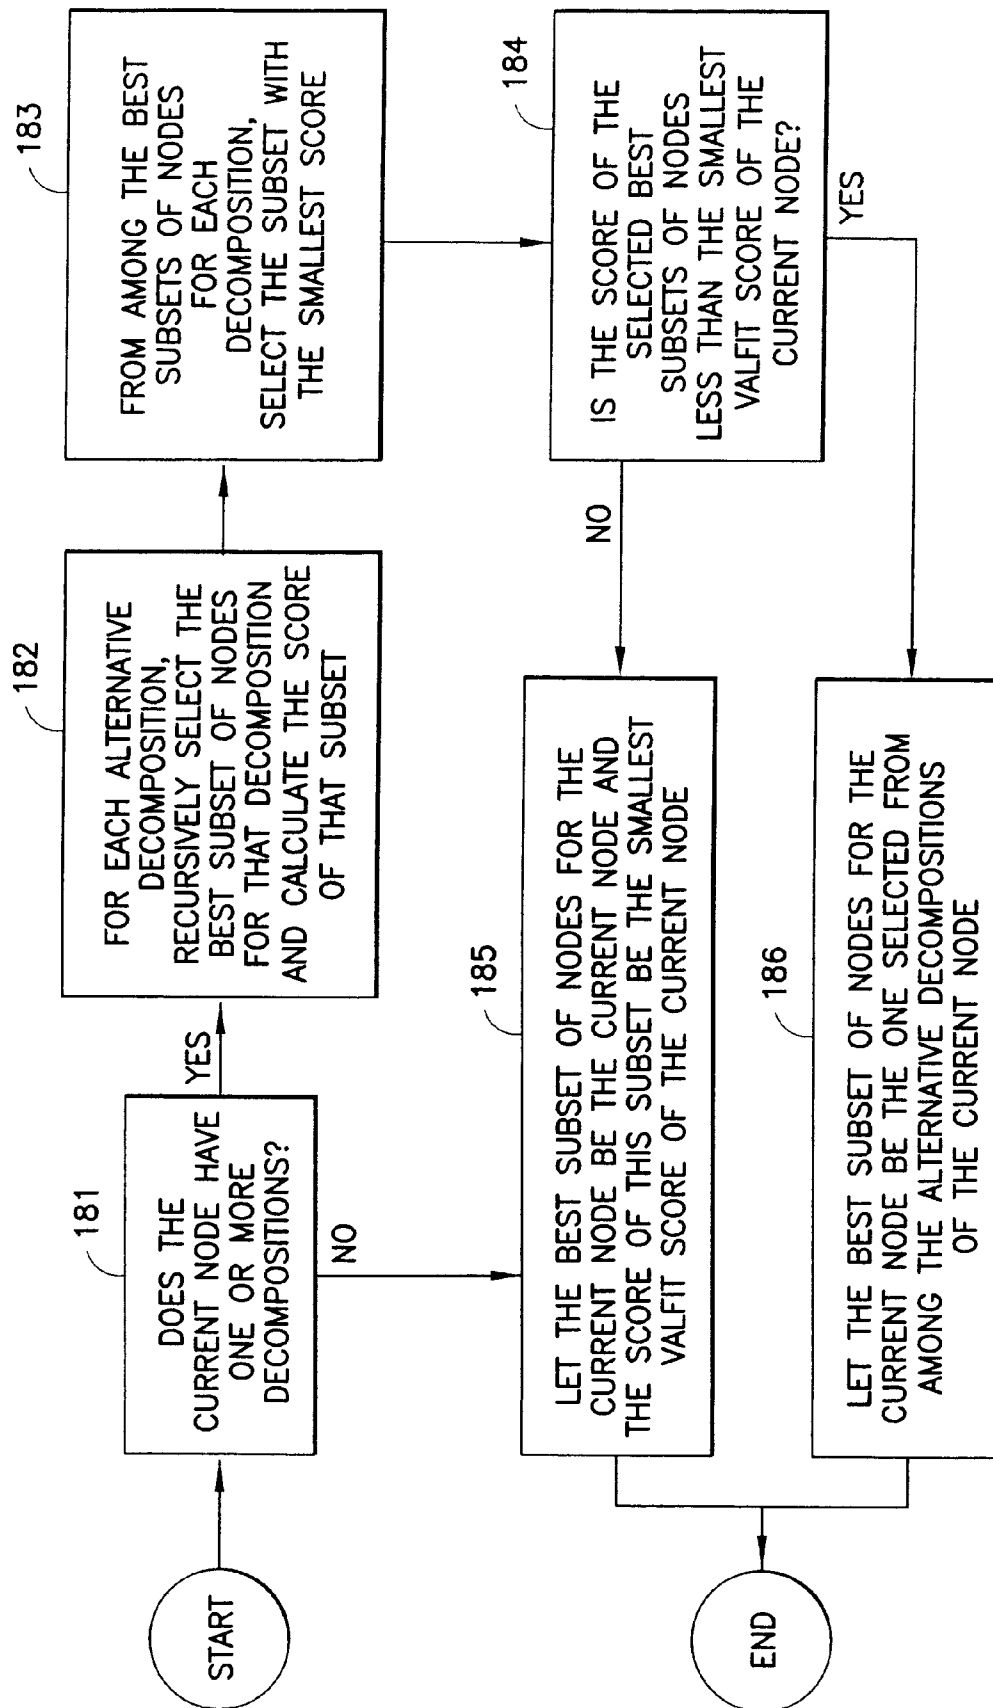 START
181
DOES THE
CURRENT NODE HAVE
ONE OR MORE
DECOMPOSITIONS?
YES
NO
182
FOR EACH ALTERNATIVE
DECOMPOSITION,
RECURSIVELY SELECT THE
BEST SUBSET OF NODES
FOR THAT DECOMPOSITION
AND CALCULATE THE SCORE
OF THAT SUBSET
183
FROM AMONG THE BEST
SUBSETS OF NODES
FOR EACH
DECOMPOSITION,
SELECT THE SUBSET WITH
THE SMALLEST SCORE
184
IS THE SCORE OF THE
SELECTED BEST
SUBSETS OF NODES
LESS THAN THE SMALLEST
VALFIT SCORE OF THE
CURRENT NODE?
NO
YES
185
LET THE BEST SUBSET OF NODES FOR THE
CURRENT NODE BE THE CURRENT NODE AND
THE SCORE OF THIS SUBSET BE THE SMALLEST
VALFIT SCORE OF THE CURRENT NODE
186
LET THE BEST SUBSET OF NODES FOR THE
CURRENT NODE BE THE ONE SELECTED FROM
AMONG THE ALTERNATIVE DECOMPOSITIONS
OF THE CURRENT NODE
END